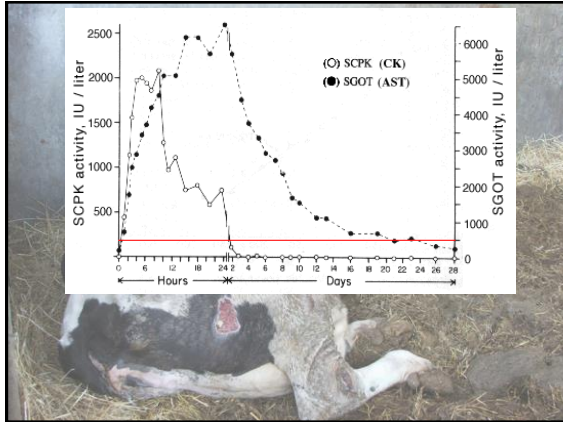 SCPK activity, IU / liter
2500
2000
1500
1000
500
SCPK (CK)
SGOT (AST)
6000
5000
4000
3000
2000
1000
0
SGOT activity, IU / liter
0 6 12 18 24 2 4 6 8 10 12 14 16 18 20 22 24 26 28
Hours Days